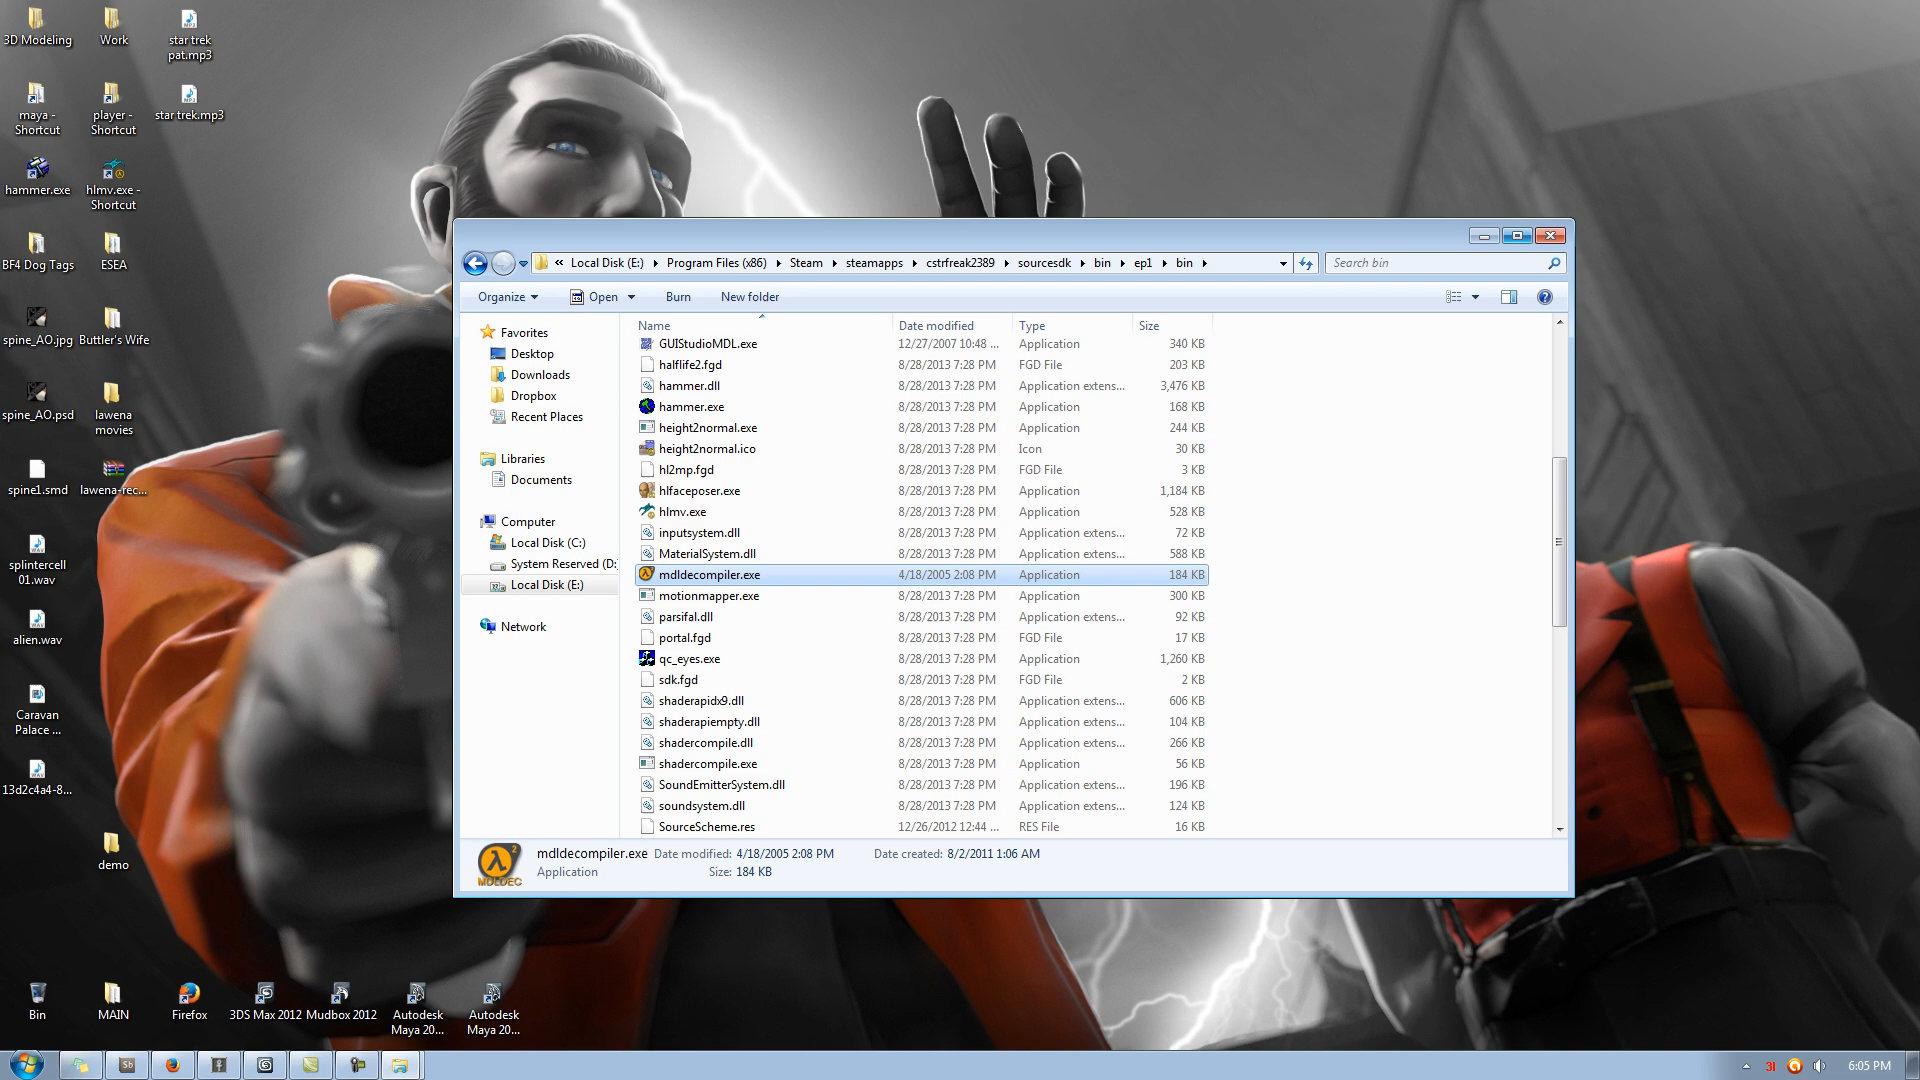 3D Modeling
Work
star trek
pat.mp3
maya -
Shortcut
player -
Shortcut
star trek.mp3
hammer.exe
hlmv.exe -
Shortcut
BF4 Dog Tags
ESEA
spine_AO.jpg
Buttler's Wife
spine_AO.psd
lawena
movies
spine1.smd
lawena-rec...
splintercell
01.wav
alien.wav
Caravan
Palace ...
13d2c4a4-8...
demo
Bin
MAIN
Firefox
3DS Max 2012
Mudbox 2012
Autodesk
Maya 20...
Autodesk
Maya 20...
« Local Disk (E:) Program Files (x86) Steam steamapps cstrfreak2389 sourcesdk bin ep1 bin
Search bin
Organize Open Burn New folder
Favorites
Desktop
Downloads
Dropbox
Recent Places
Libraries
Documents
Computer
Local Disk (C:)
System Reserved (D:
Local Disk (E:)
Network
Name Date modified Type Size
GUIStudioMDL.exe 12/27/2007 10:48 ... Application 340 KB
halflife2.fgd 8/28/2013 7:28 PM FGD File 203 KB
hammer.dll 8/28/2013 7:28 PM Application extens... 3,476 KB
hammer.exe 8/28/2013 7:28 PM Application 168 KB
height2normal.exe 8/28/2013 7:28 PM Application 244 KB
height2normal.ico 8/28/2013 7:28 PM Icon 30 KB
hl2mp.fgd 8/28/2013 7:28 PM FGD File 3 KB
hlfaceposer.exe 8/28/2013 7:28 PM Application 1,184 KB
hlmv.exe 8/28/2013 7:28 PM Application 528 KB
inputsystem.dll 8/28/2013 7:28 PM Application extens... 72 KB
MaterialSystem.dll 8/28/2013 7:28 PM Application extens... 588 KB
mdldecompiler.exe 4/18/2005 2:08 PM Application 184 KB
motionmapper.exe 8/28/2013 7:28 PM Application 300 KB
parsifal.dll 8/28/2013 7:28 PM Application extens... 92 KB
portal.fgd 8/28/2013 7:28 PM FGD File 17 KB
qc_eyes.exe 8/28/2013 7:28 PM Application 1,260 KB
sdk.fgd 8/28/2013 7:28 PM FGD File 2 KB
shaderapidx9.dll 8/28/2013 7:28 PM Application extens... 606 KB
shaderapiempty.dll 8/28/2013 7:28 PM Application extens... 104 KB
shadercompile.dll 8/28/2013 7:28 PM Application extens... 266 KB
shadercompile.exe 8/28/2013 7:28 PM Application 56 KB
SoundEmitterSystem.dll 8/28/2013 7:28 PM Application extens... 196 KB
soundsystem.dll 8/28/2013 7:28 PM Application extens... 124 KB
SourceScheme.res 12/26/2012 12:44 ... RES File 16 KB
MDLDEC
mdldecompiler.exe Date modified: 4/18/2005 2:08 PM Date created: 8/2/2011 1:06 AM
Application Size: 184 KB
Sb
6:05 PM